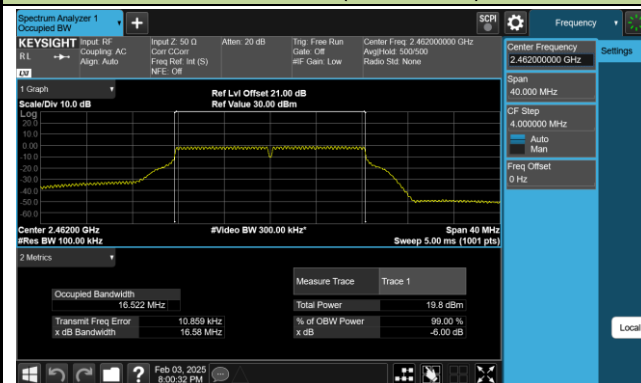 Spectrum Analyzer 1
Occupied BW
SCPI
Frequency
KEYSIGHT
RL
LXI
Input: RF
Coupling: AC
Align: Auto
Input Z: 50 Ω
Corr CCorr
Freq Ref: Int (S)
NFE: Off
Atten: 20 dB
Trig: Free Run
Gate: Off
#IF Gain: Low
Center Freq: 2.462000000 GHz
Avg|Hold: 500/500
Radio Std: None
Center Frequency
2.462000000 GHz
Settings
Span
40.000 MHz
CF Step
4.000000 MHz
Auto
Man
Freq Offset
0 Hz
1 Graph
Scale/Div 10.0 dB
Ref Lvl Offset 21.00 dB
Ref Value 30.00 dBm
Log
20.0
10.0
0.00
-10.0
-20.0
-30.0
-40.0
-50.0
-60.0
Center 2.46200 GHz
#Res BW 100.00 kHz
#Video BW 300.00 kHz*
Span 40 MHz
Sweep 5.00 ms (1001 pts)
2 Metrics
Measure Trace Trace 1
Occupied Bandwidth
16.522 MHz
Total Power 19.8 dBm
Transmit Freq Error 10.859 kHz
% of OBW Power 99.00 %
x dB Bandwidth 16.58 MHz
x dB -6.00 dB
Local
Feb 03, 2025
8:00:32 PM